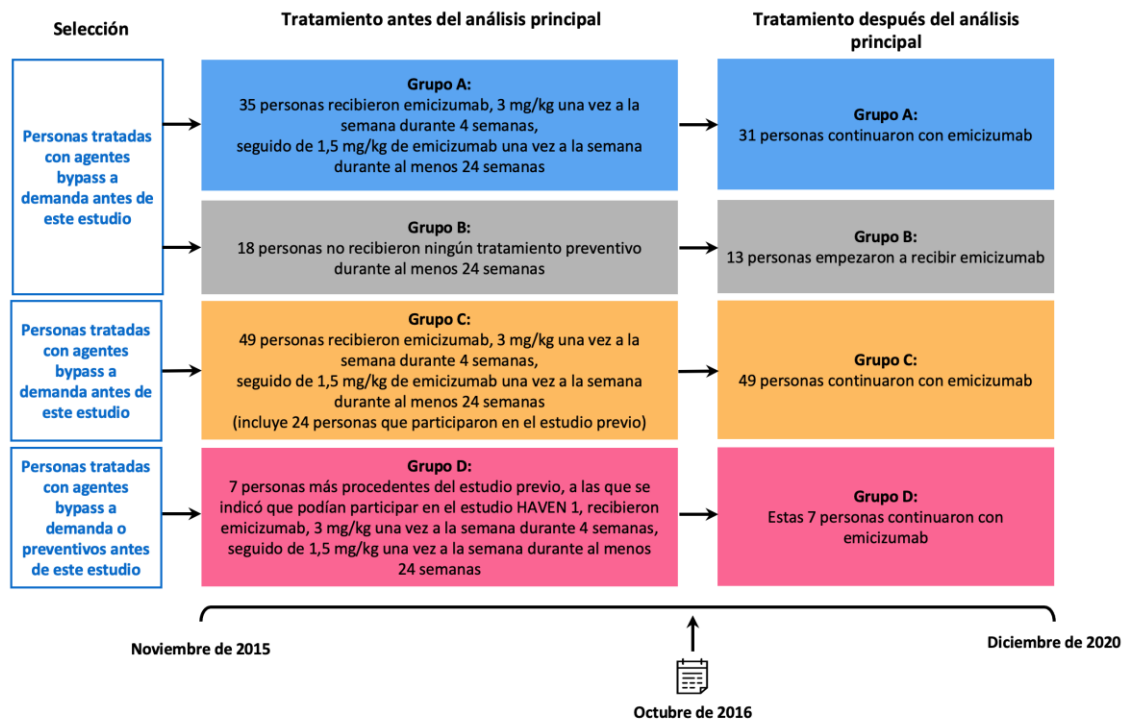 Selección
Tratamiento antes del análisis
principal
Tratamiento después del análisis
principal
Personas tratadas
con agentes
bypass a
demanda antes de
este estudio
Grupo A:
35 personas recibieron emicizumab, 3 mg/kg una vez a la
semana durante 4 semanas,
seguido de 1,5 mg/kg de emicizumab una vez a la semana
durante al menos 24 semanas
Grupo A:
31 personas continuaron con emicizumab
Grupo B:
18 personas no recibieron ningún tratamiento preventivo
durante al menos 24 semanas
Grupo B:
13 personas empezaron a recibir emicizumab
Personas tratadas
con agentes
bypass a
demanda antes de
este estudio
Grupo C:
49 personas recibieron emicizumab, 3 mg/kg una vez a la
semana durante 4 semanas,
seguido de 1,5 mg/kg de emicizumab una vez a la semana
durante al menos 24 semanas
(incluye 24 personas que participaron en el estudio previo)
Grupo C:
49 personas continuaron con emicizumab
Personas tratadas
con agentes
bypass a
demanda o
preventivos antes
de este estudio
Grupo D:
7 personas más procedentes del estudio previo, a las que se
indicó que podían participar en el estudio HAVEN 1, recibieron
emicizumab, 3 mg/kg una vez a la semana durante 4 semanas,
seguido de 1,5 mg/kg una vez a la semana durante al menos
24 semanas
Grupo D:
Estas 7 personas continuaron con
emicizumab
Noviembre de 2015
Diciembre de 2020
Octubre de 2016